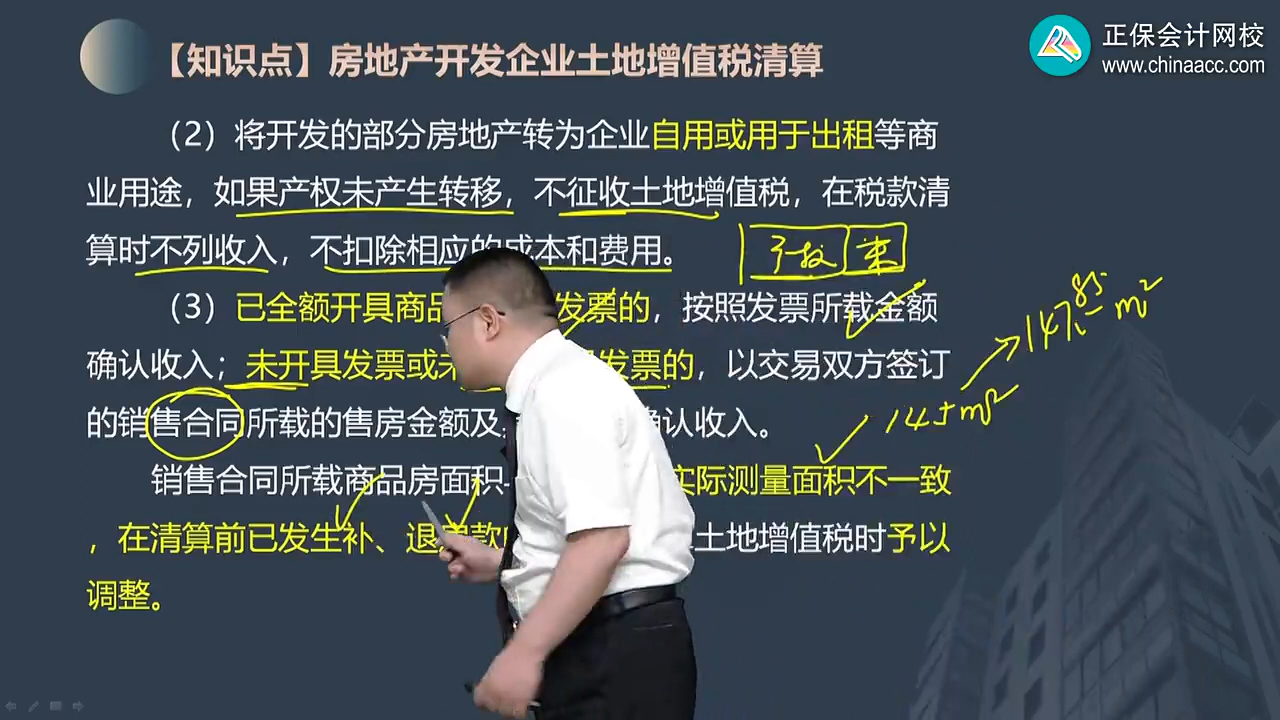 【知识点】房地产开发企业土地增值税清算
正保会计网校
www.chinaacc.com
(2)将开发的部分房地产转为企业自用或用于出租等商
业用途，如果产权未产生转移，不征收土地增值税，在税款清
算时不列收入，不扣除相应的成本和费用。
(3)已全额开具商品 发票的，按照发票所载金额
确认收入；未开具发票或未 发票的，以交易双方签订
的销售合同所载的售房金额及 确认收入。
147.85 m²
145m²
销售合同所载商品房面积 实际测量面积不一致
，在清算前已发生补、退 款 土地增值税时予以
调整。